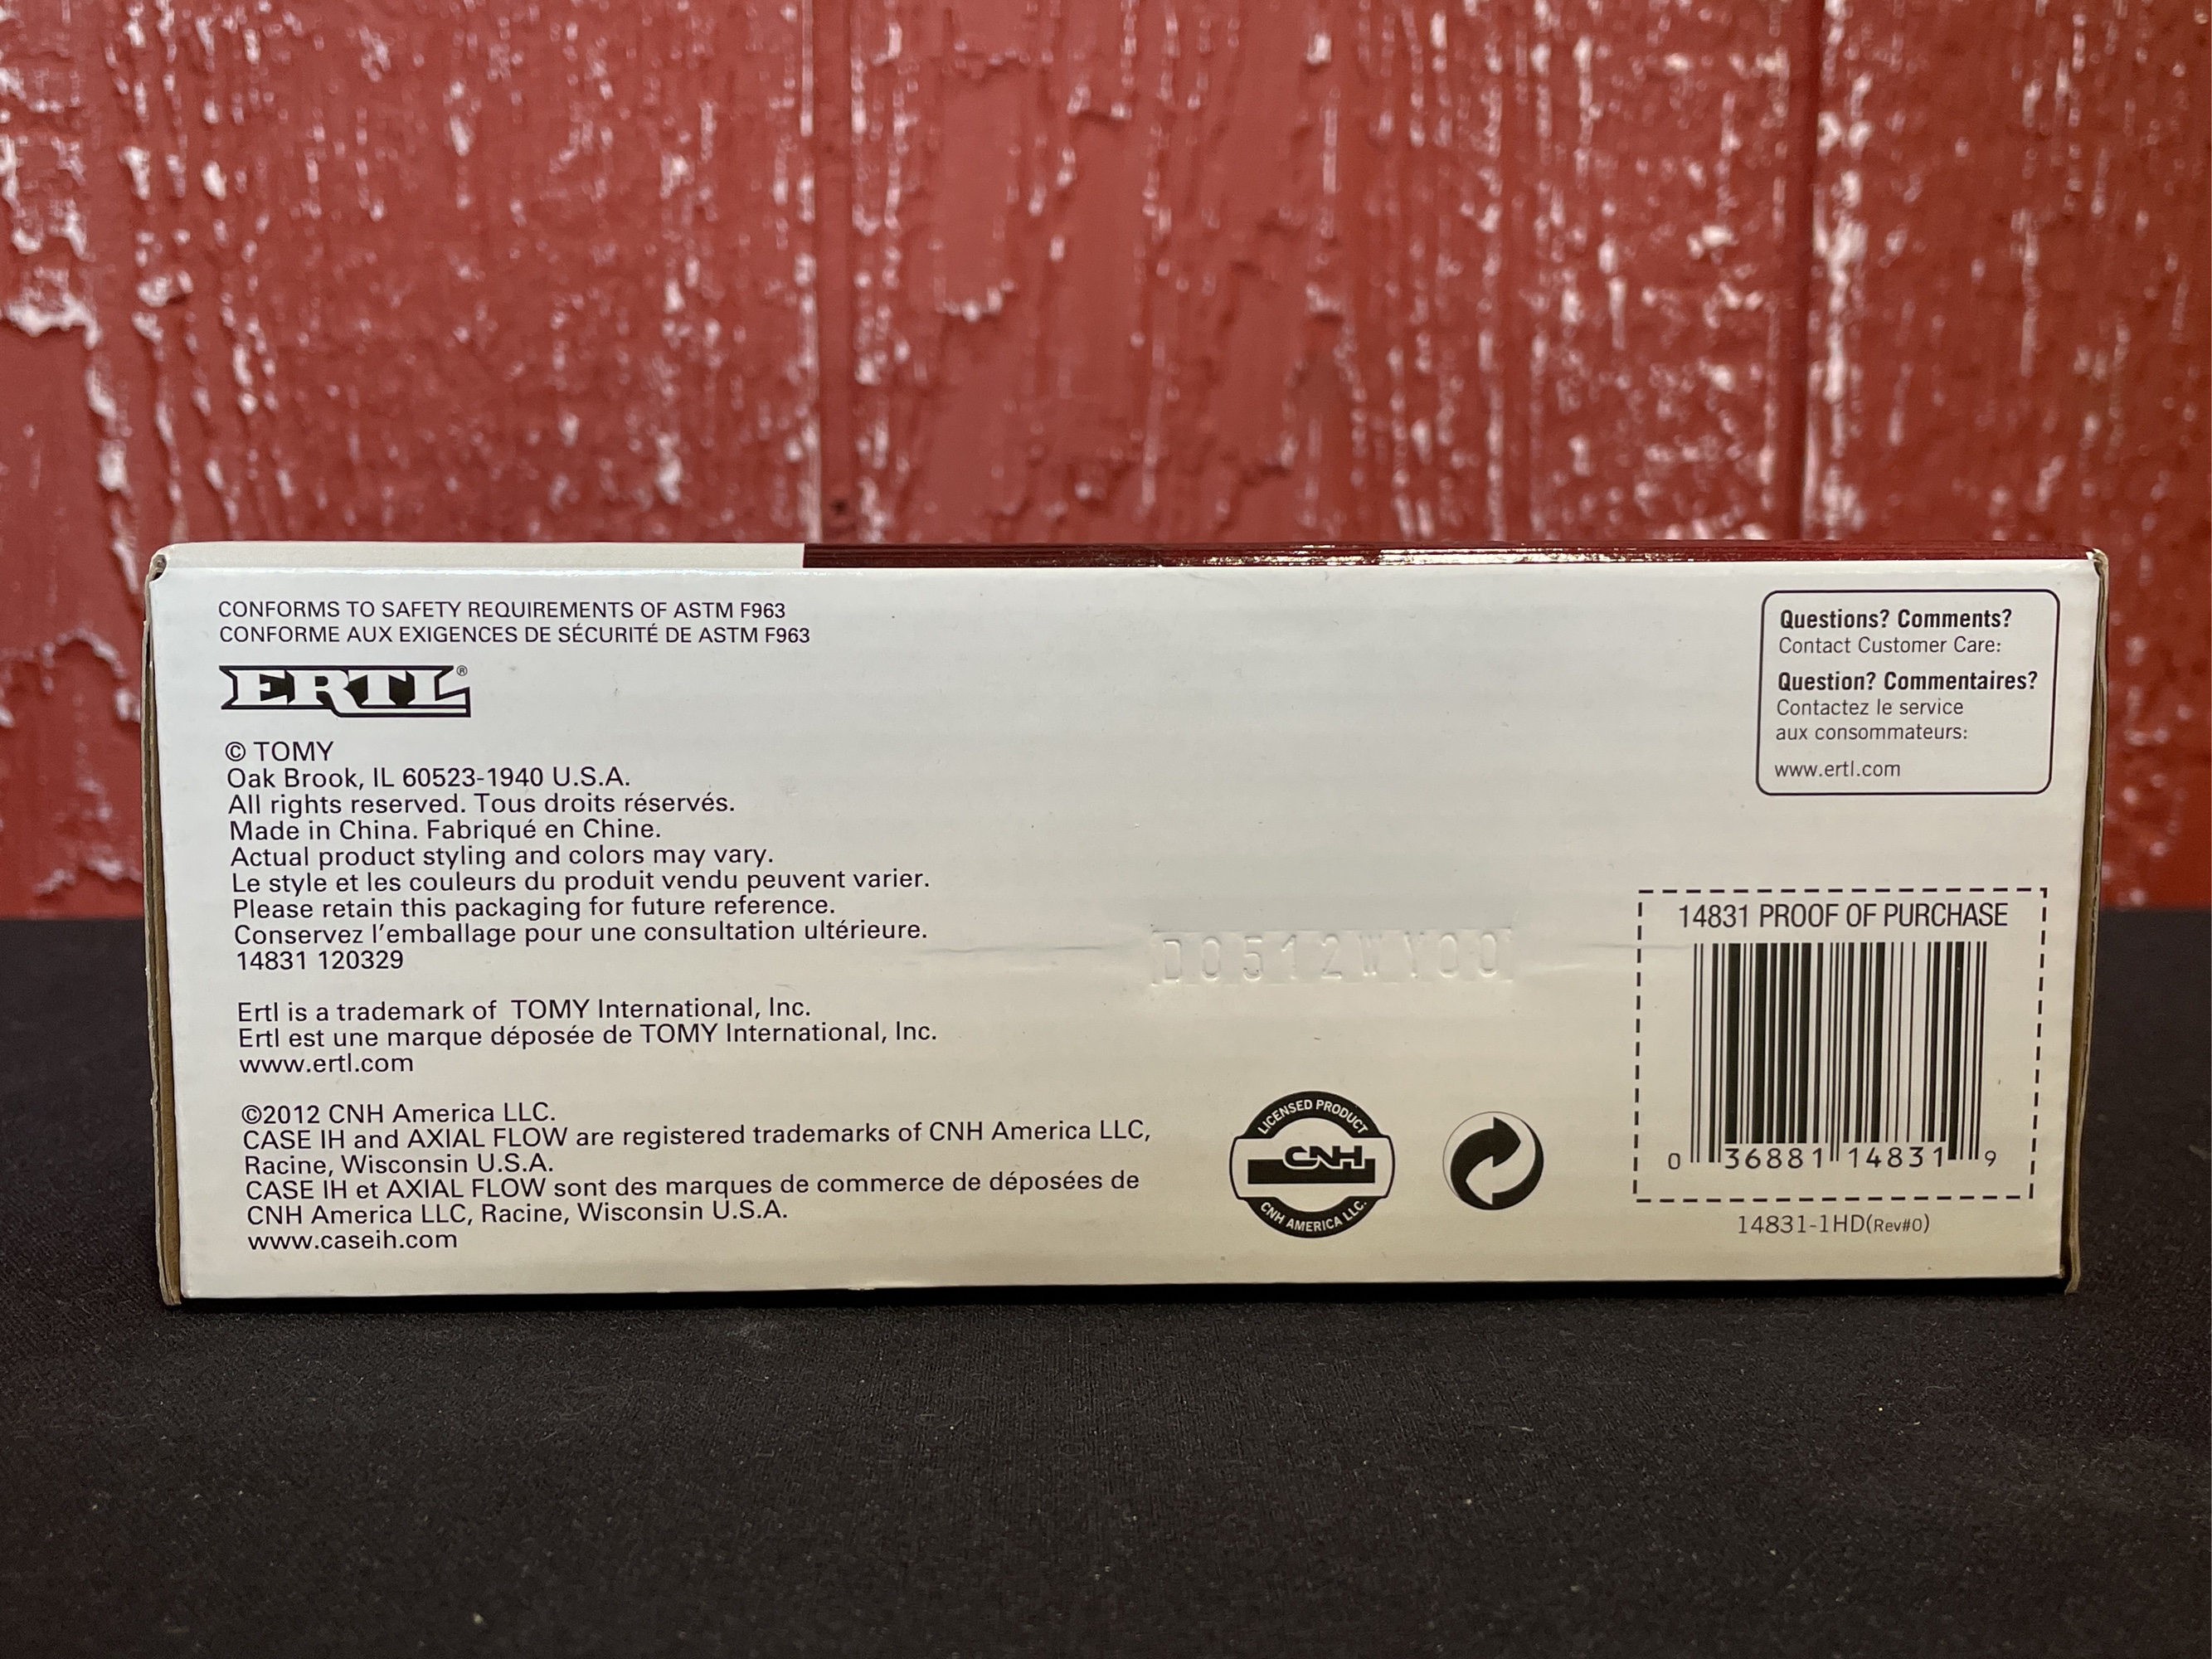 CONFORMS TO SAFETY REQUIREMENTS OF ASTM F963
CONFORME AUX EXIGENCES DE SÉCURITÉ DE ASTM F963
ERTL®
© TOMY
Oak Brook, IL 60523-1940 U.S.A.
All rights reserved. Tous droits réservés.
Made in China. Fabriqué en Chine.
Actual product styling and colors may vary.
Le style et les couleurs du produit vendu peuvent varier.
Please retain this packaging for future reference.
Conservez l'emballage pour une consultation ultérieure.
14831 120329
Ertl is a trademark of TOMY International, Inc.
Ertl est une marque déposée de TOMY International, Inc.
www.ertl.com
©2012 CNH America LLC.
CASE IH and AXIAL FLOW are registered trademarks of CNH America LLC,
Racine, Wisconsin U.S.A.
CASE IH et AXIAL FLOW sont des marques de commerce de déposées de
CNH America LLC, Racine, Wisconsin U.S.A.
www.caseih.com
D0512WY00
LICENSED PRODUCT
CNH
CNH AMERICA LLC.
Questions? Comments?
Contact Customer Care:
Question? Commentaires?
Contactez le service
aux consommateurs:
www.ertl.com
14831 PROOF OF PURCHASE
0 36881 14831 9
14831-1HD(Rev#0)